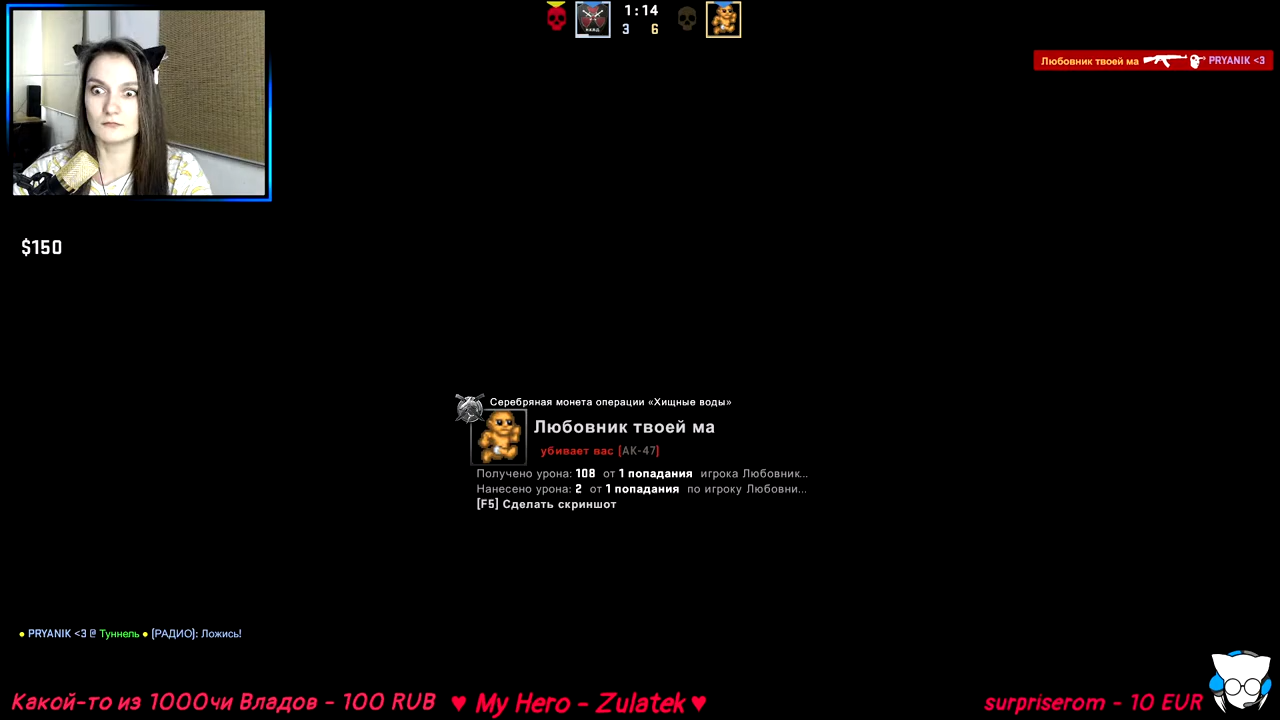 1:14
3 6
Любовник твоей ма PRYANIK <3
$150
Серебряная монета операции «Хищные воды»
Любовник твоей ма
убивает вас [AK-47]
Получено урона: 108 от 1 попадания игрока Любовник...
Нанесено урона: 2 от 1 попадания по игроку Любовни...
[F5] Сделать скриншот
● PRYANIK <3 @ Туннель ● [РАДИО]: Ложись!
Какой-то из 1000чи Владов - 100 RUB ♥ My Hero - Zulatek ♥ surpriserom - 10 EUR